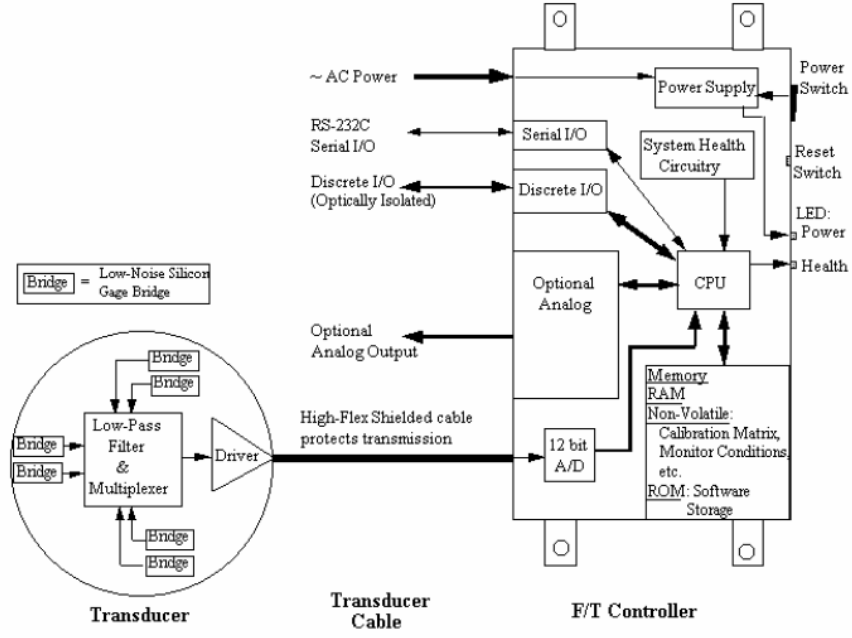 ~ AC Power
Power Supply
Power
Switch
RS-232C
Serial I/O
Serial I/O
System Health
Circuitry
Reset
Switch
Discrete I/O
(Optically Isolated)
Discrete I/O
LED:
Power
Health
CPU
Optional
Analog
Bridge = Low-Noise Silicon
Gage Bridge
Optional
Analog Output
Memory
RAM
Non-Volatile:
Calibration Matrix,
Monitor Conditions,
etc.
ROM: Software
Storage
Bridge
Bridge
Low-Pass
Filter
&
Multiplexer
Bridge
Bridge
Driver
High-Flex Shielded cable
protects transmission
12 bit
A/D
Bridge
Bridge
Transducer
Transducer
Cable
F/T Controller